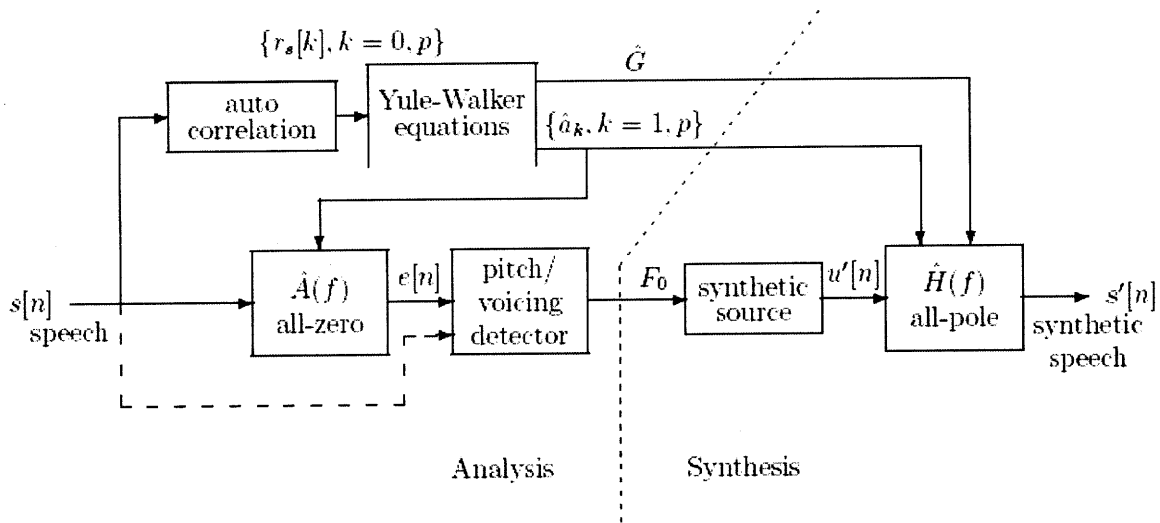 {r_s[k], k = 0, p}
Ĝ
auto
correlation
Yule-Walker
equations
{â_k, k = 1, p}
s[n]
speech
Â(f)
all-zero
e[n]
pitch/
voicing
detector
F_0
synthetic
source
u'[n]
Ĥ(f)
all-pole
s'[n]
synthetic
speech
Analysis
Synthesis